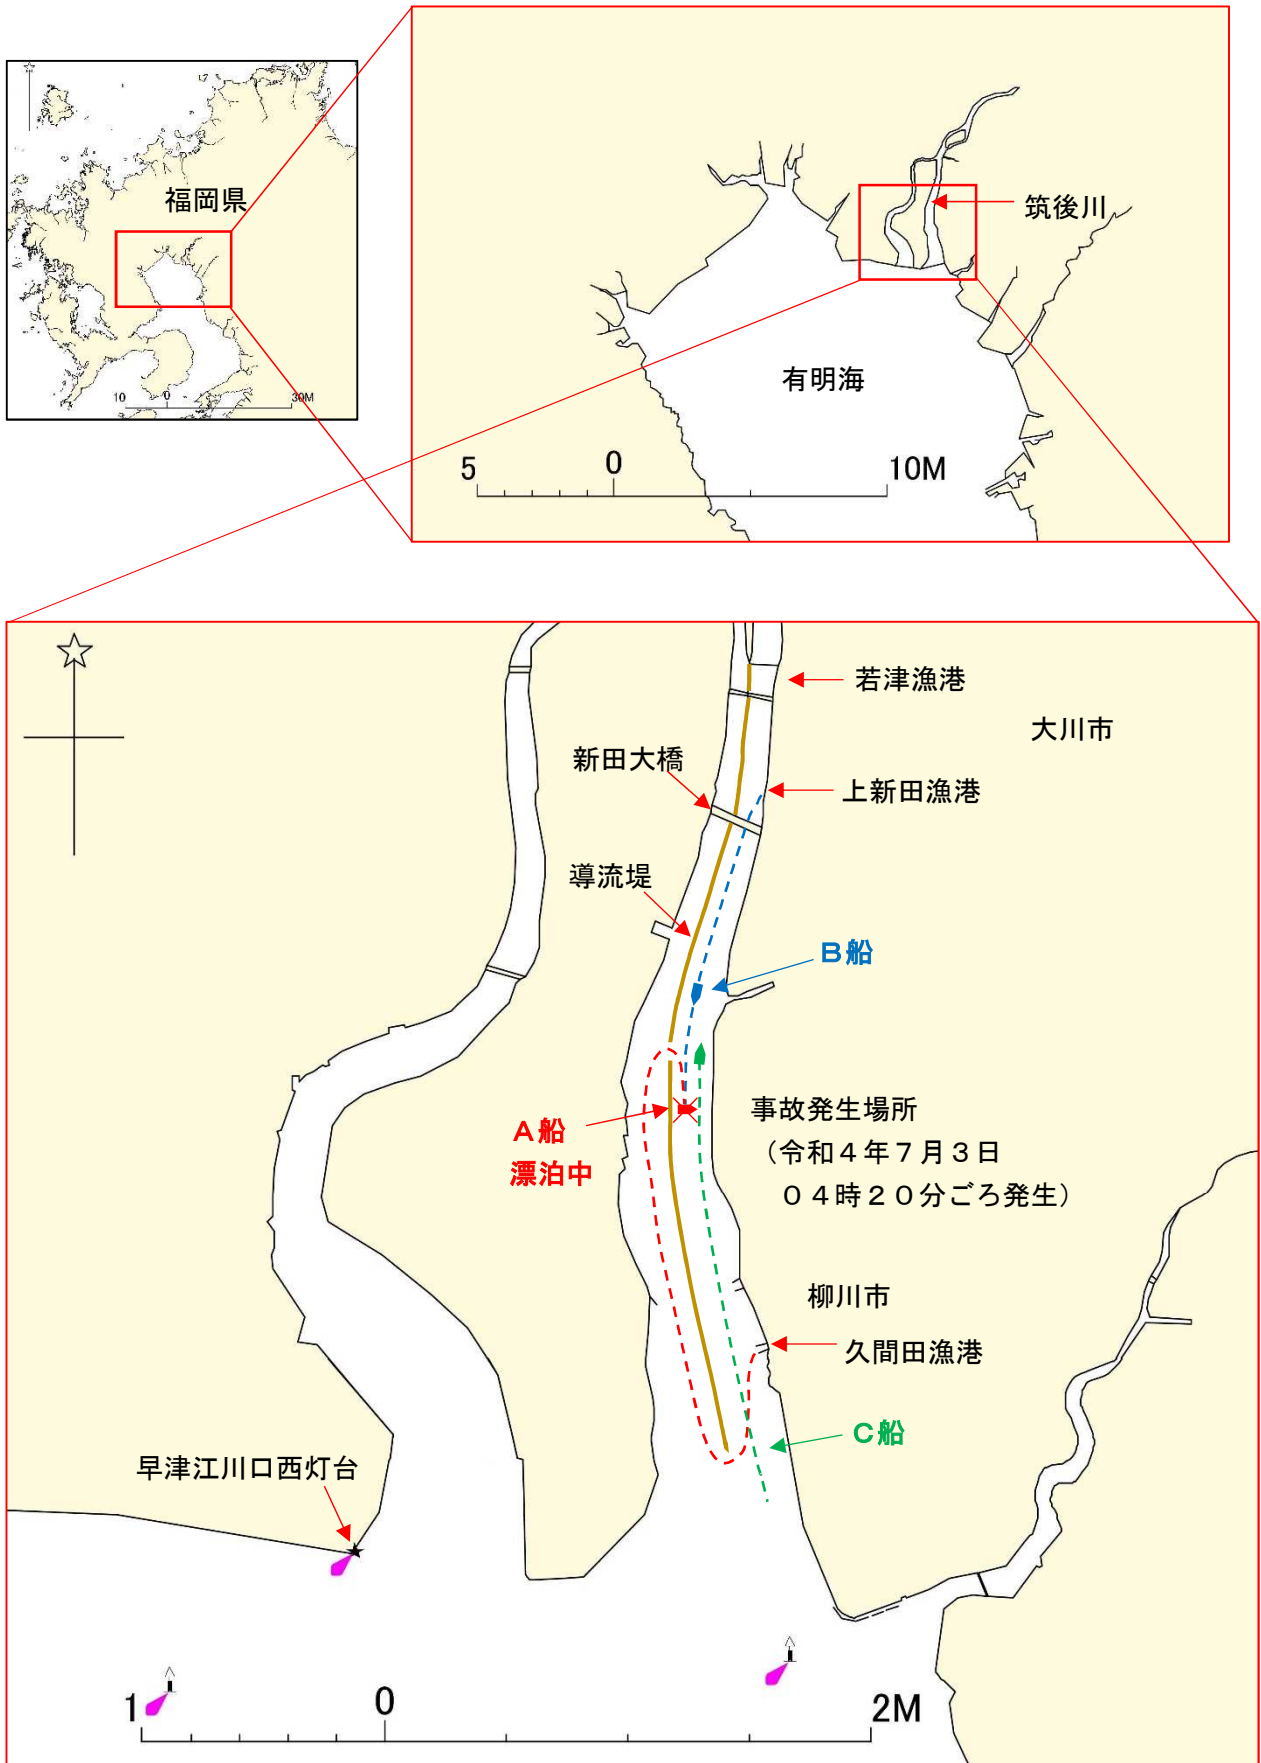 福岡県
10 0 30M
筑後川
有明海
5 0 10M
若津漁港
大川市
新田大橋
上新田漁港
導流堤
B船
A船
漂泊中
事故発生場所
（令和４年７月３日
０４時２０分ごろ発生）
柳川市
久間田漁港
C船
早津江川口西灯台
1 0 2M